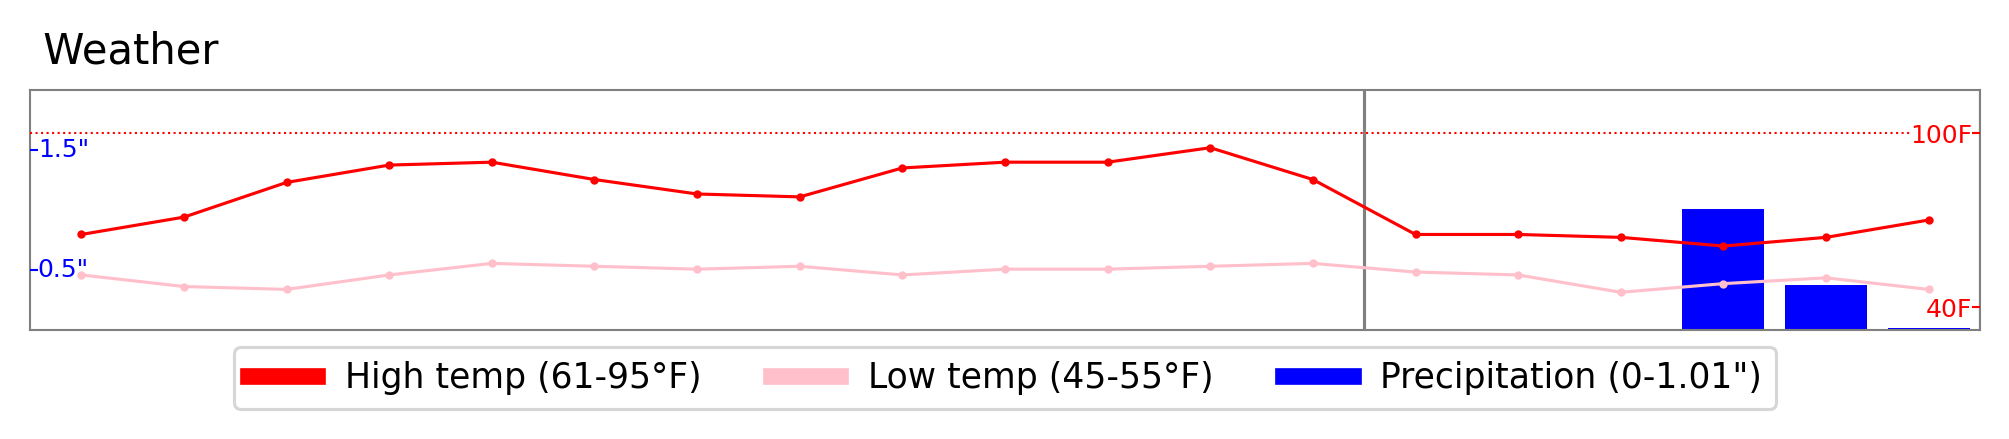 Weather
1.5"
100F
0.5"
40F
High temp (61-95°F) Low temp (45-55°F) Precipitation (0-1.01")